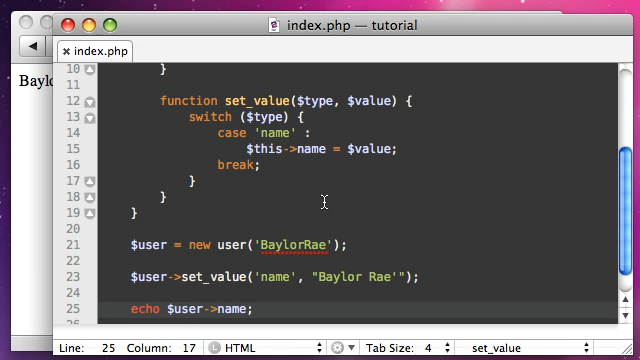 index.php — tutorial
index.php
Baylo
10 }
11
12 function set_value($type, $value) {
13 switch ($type) {
14 case 'name' :
15 $this->name = $value;
16 break;
17 }
18 }
19 }
20
21 $user = new user('BaylorRae');
22
23 $user->set_value('name', "Baylor Rae'");
24
25 echo $user->name;
Line: 25 Column: 17 L HTML Tab Size: 4 set_value